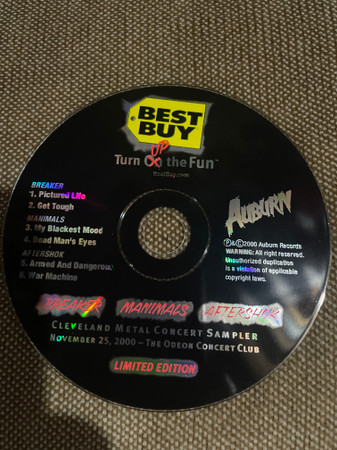 BEST
BUY
UP
Turn On the Fun™
BestBuy.com
BREAKER
1. Pictured Life
2. Get Tough
MANIMALS
3. My Blackest Mood
4. Dead Man's Eyes
AFTERSHOK
5. Armed And Dangerous
6. War Machine
AUBURN
℗&©2000 Auburn Records
WARNING: All right reserved.
Unauthorized duplication
is a violation of applicable
copyright laws.
BREAKER
MANIMALS
AFTERSHOK
CLEVELAND METAL CONCERT SAMPLER
NOVEMBER 25, 2000 – THE ODEON CONCERT CLUB
LIMITED EDITION